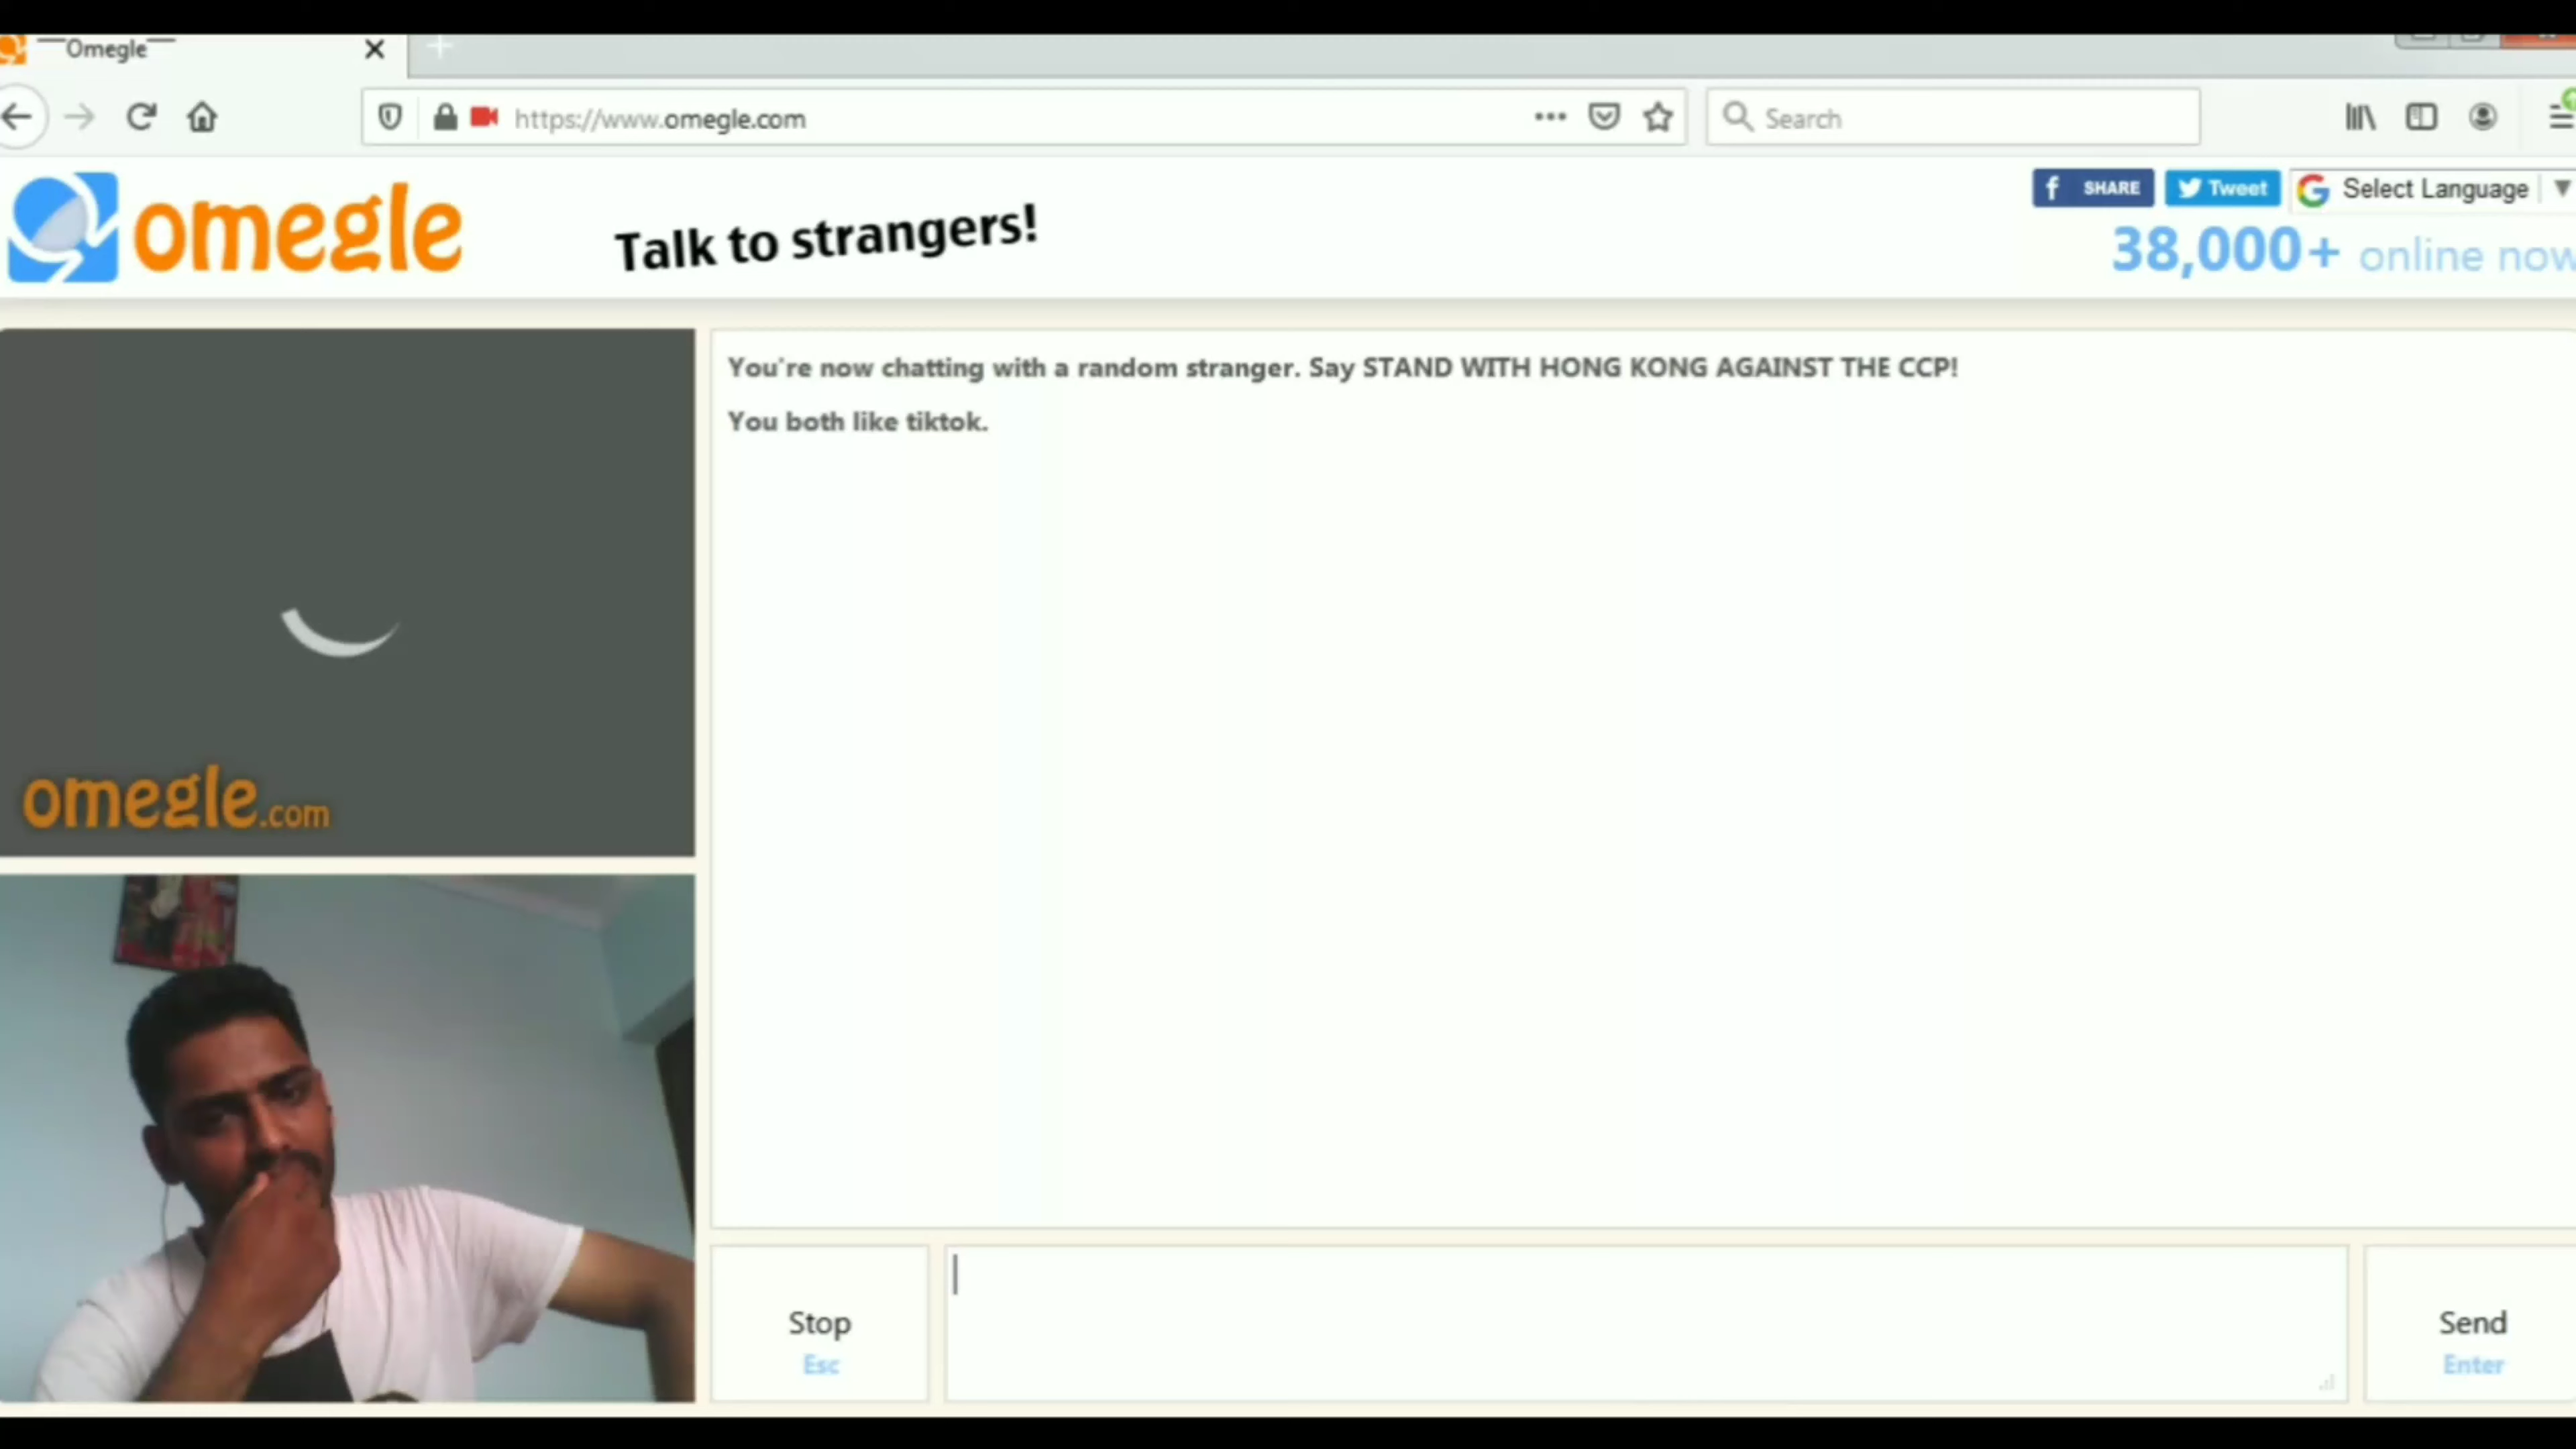 Omegle
https://www.omegle.com
Search
omegle
Talk to strangers!
SHARE
Tweet
Select Language
38,000+ online now
You're now chatting with a random stranger. Say STAND WITH HONG KONG AGAINST THE CCP!
You both like tiktok.
omegle.com
Stop
Esc
Send
Enter